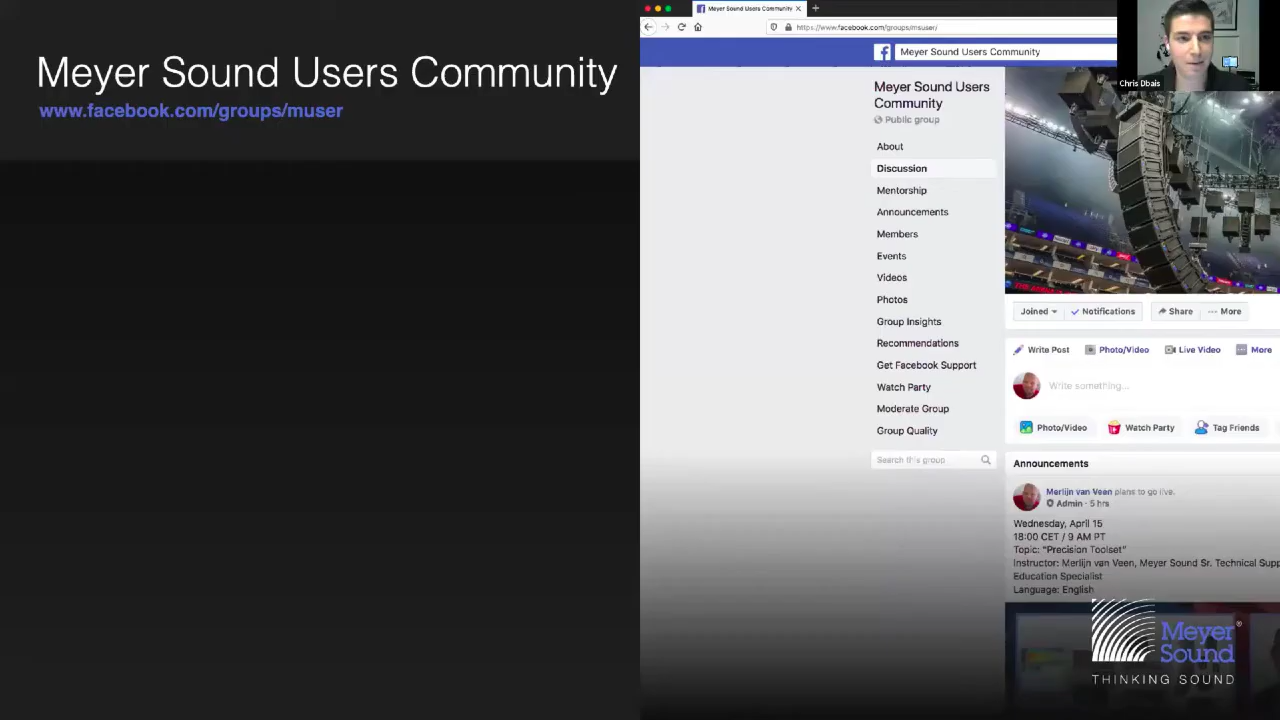 Meyer Sound Users Community
www.facebook.com/groups/muser
Meyer Sound Users Community
https://www.facebook.com/groups/msuser/
Meyer Sound Users Community
Chris Dbais
Meyer Sound Users
Community
Public group
About
Discussion
Mentorship
Announcements
Members
Events
Videos
Photos
Group Insights
Recommendations
Get Facebook Support
Watch Party
Moderate Group
Group Quality
Search this group
Joined
Notifications
Share
More
Write Post
Photo/Video
Live Video
More
Write something...
Photo/Video
Watch Party
Tag Friends
Announcements
Merlijn van Veen plans to go live.
Admin · 5 hrs
Wednesday, April 15
18:00 CET / 9 AM PT
Topic: "Precision Toolset"
Instructor: Merlijn van Veen, Meyer Sound Sr. Technical Supp
Education Specialist
Language: English
Meyer
Sound
THINKING SOUND